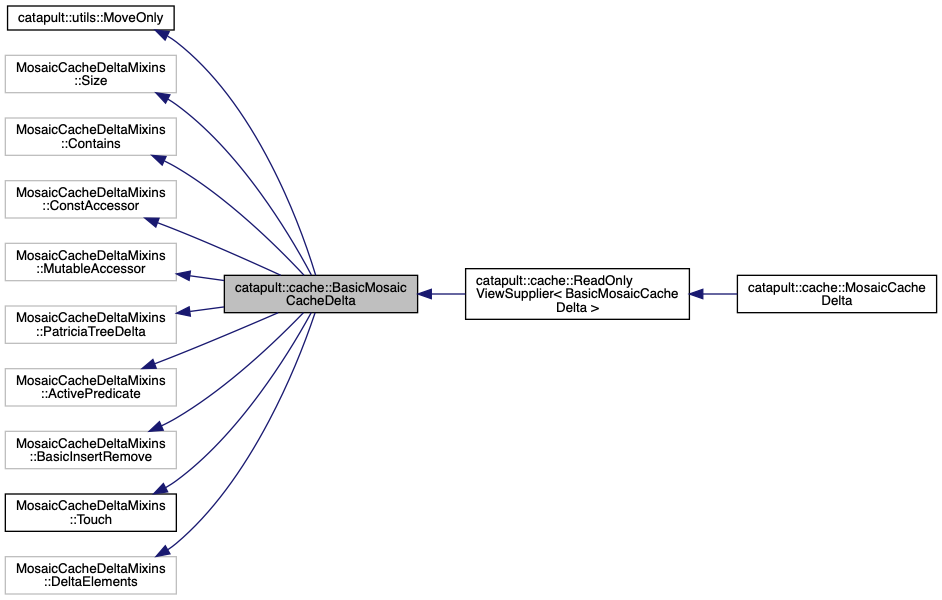 catapult::utils::MoveOnly
MosaicCacheDeltaMixins
::Size
MosaicCacheDeltaMixins
::Contains
MosaicCacheDeltaMixins
::ConstAccessor
MosaicCacheDeltaMixins
::MutableAccessor
MosaicCacheDeltaMixins
::PatriciaTreeDelta
MosaicCacheDeltaMixins
::ActivePredicate
MosaicCacheDeltaMixins
::BasicInsertRemove
MosaicCacheDeltaMixins
::Touch
MosaicCacheDeltaMixins
::DeltaElements
catapult::cache::BasicMosaic
CacheDelta
catapult::cache::ReadOnly
ViewSupplier< BasicMosaicCache
Delta >
catapult::cache::MosaicCache
Delta